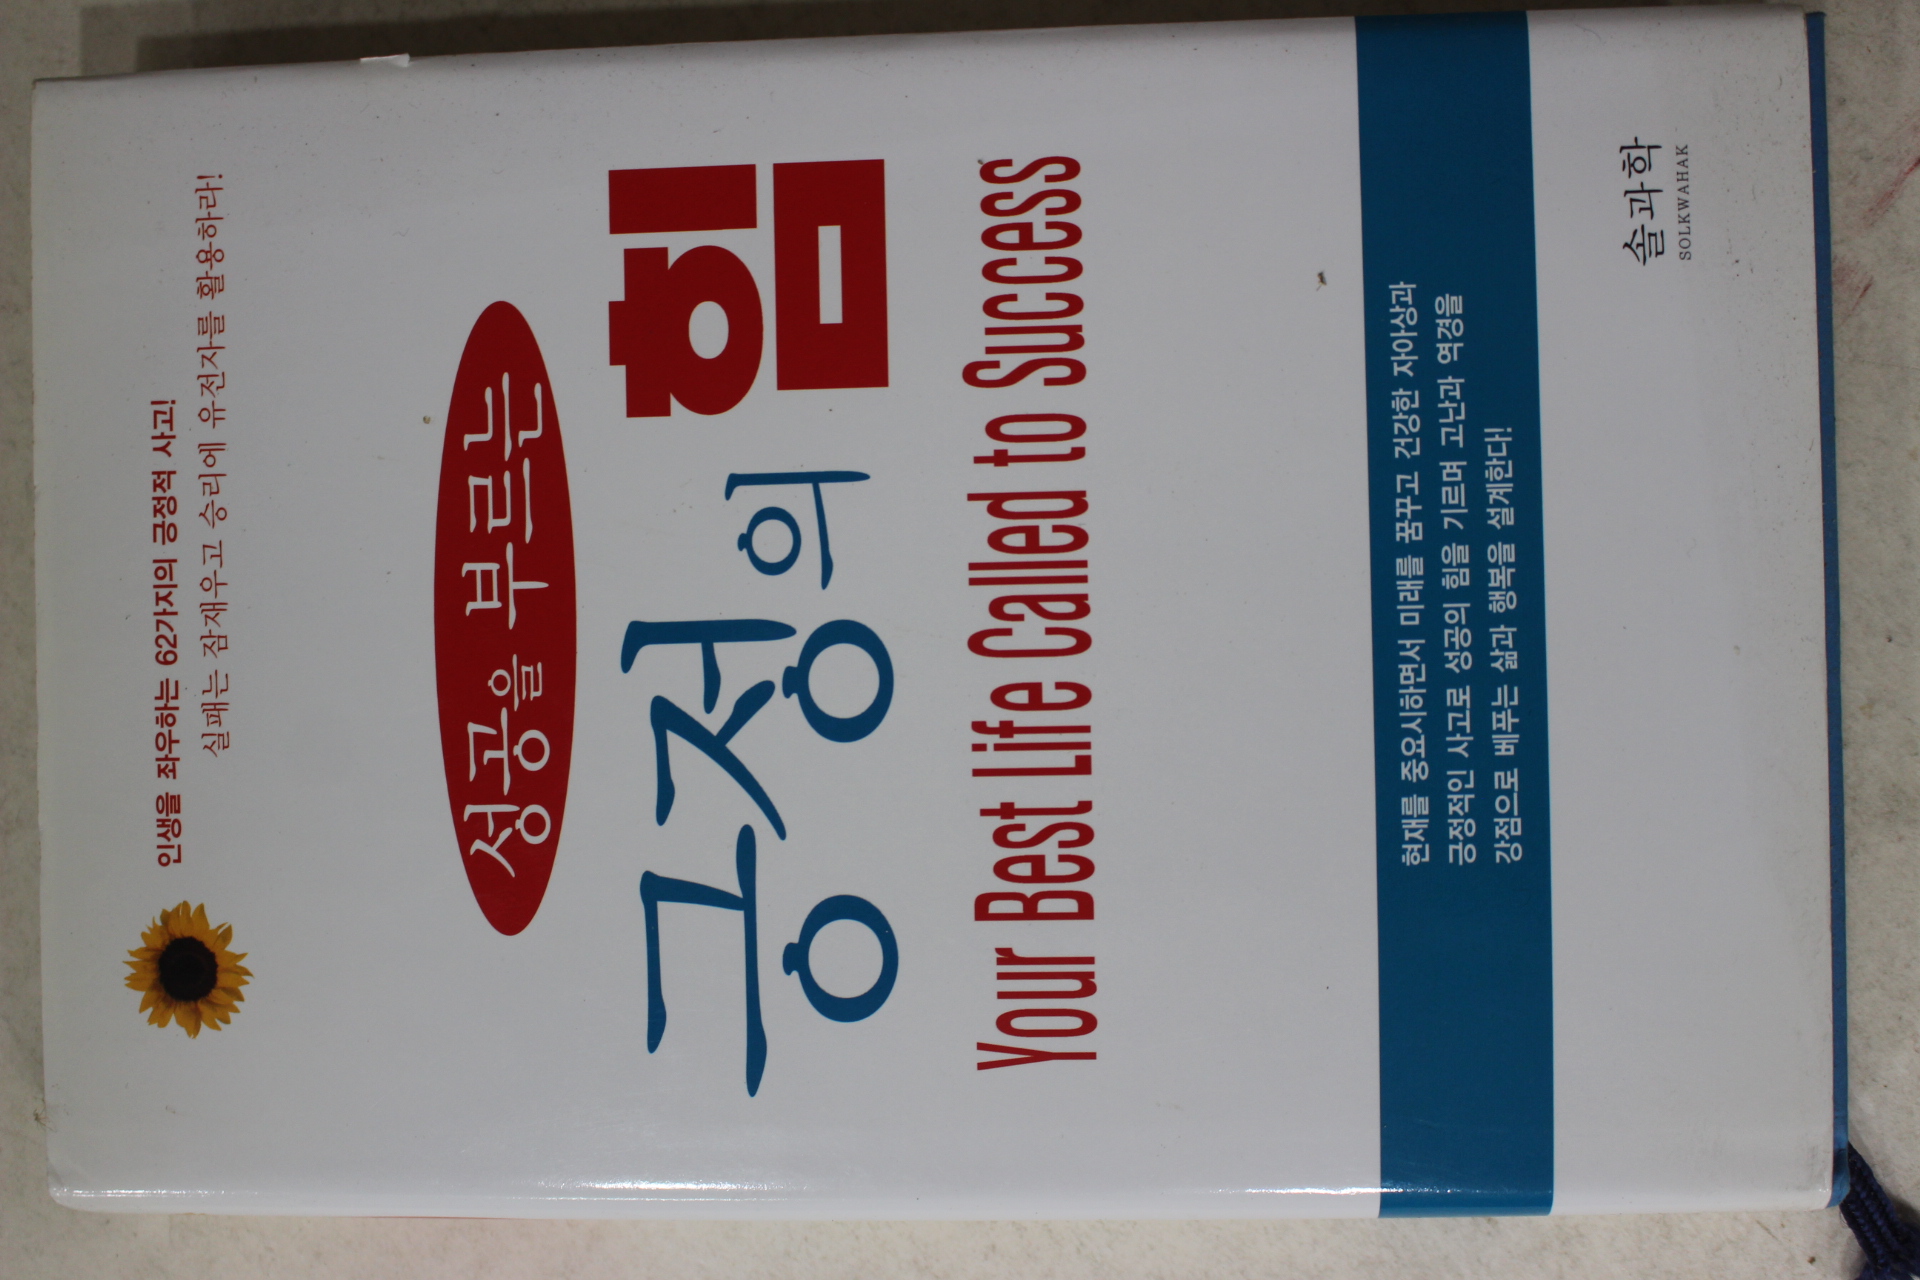 인생을 좌우하는 62가지의 긍정적 사고!
실패는 잠재우고 승리에 유전자를 활용하라!
성공을 부르는
긍정의 힘
Your Best Life Called to Success
현재를 중요시하면서 미래를 꿈꾸고 건강한 자아상과
긍정적인 사고로 성공의 힘을 기르며 고난과 역경을
강점으로 베푸는 삶과 행복을 설계한다!
솔과학
SOLKWAHAK